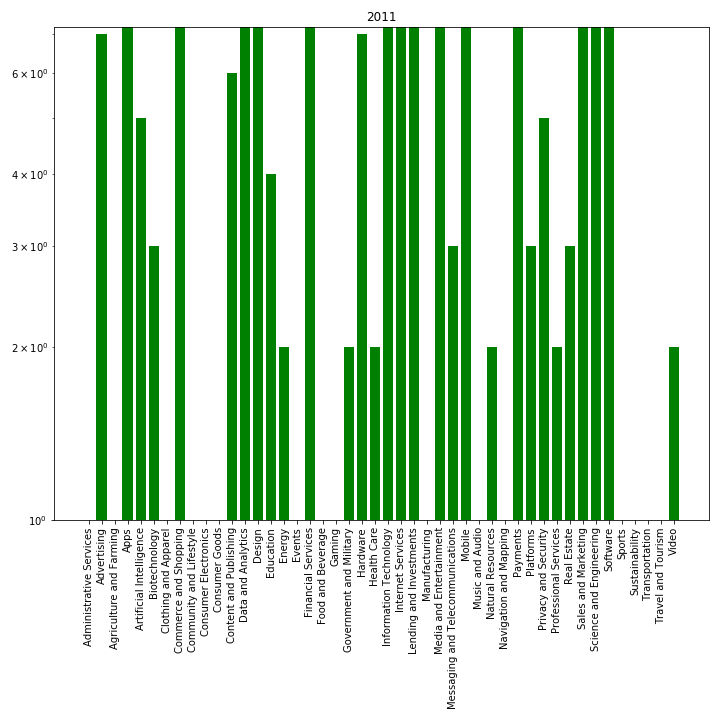 2011
6 × 10⁰
4 × 10⁰
3 × 10⁰
2 × 10⁰
10⁰
Administrative Services
Advertising
Agriculture and Farming
Apps
Artificial Intelligence
Biotechnology
Clothing and Apparel
Commerce and Shopping
Community and Lifestyle
Consumer Electronics
Consumer Goods
Content and Publishing
Data and Analytics
Design
Education
Energy
Events
Financial Services
Food and Beverage
Gaming
Government and Military
Hardware
Health Care
Information Technology
Internet Services
Lending and Investments
Manufacturing
Media and Entertainment
Messaging and Telecommunications
Mobile
Music and Audio
Natural Resources
Navigation and Mapping
Payments
Platforms
Privacy and Security
Professional Services
Real Estate
Sales and Marketing
Science and Engineering
Software
Sports
Sustainability
Transportation
Travel and Tourism
Video